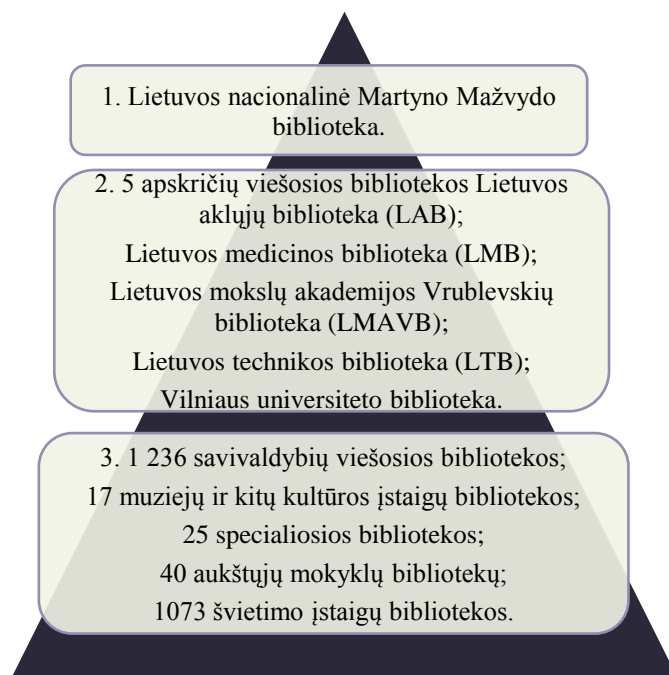 1. Lietuvos nacionalinė Martyno Mažvydo
biblioteka.
2. 5 apskričių viešosios bibliotekos Lietuvos
aklųjų biblioteka (LAB);
Lietuvos medicinos biblioteka (LMB);
Lietuvos mokslų akademijos Vrublevskių
biblioteka (LMAVB);
Lietuvos technikos biblioteka (LTB);
Vilniaus universiteto biblioteka.
3. 1 236 savivaldybių viešosios bibliotekos;
17 muziejų ir kitų kultūros įstaigų bibliotekos;
25 specialiosios bibliotekos;
40 aukštųjų mokyklų bibliotekų;
1073 švietimo įstaigų bibliotekos.